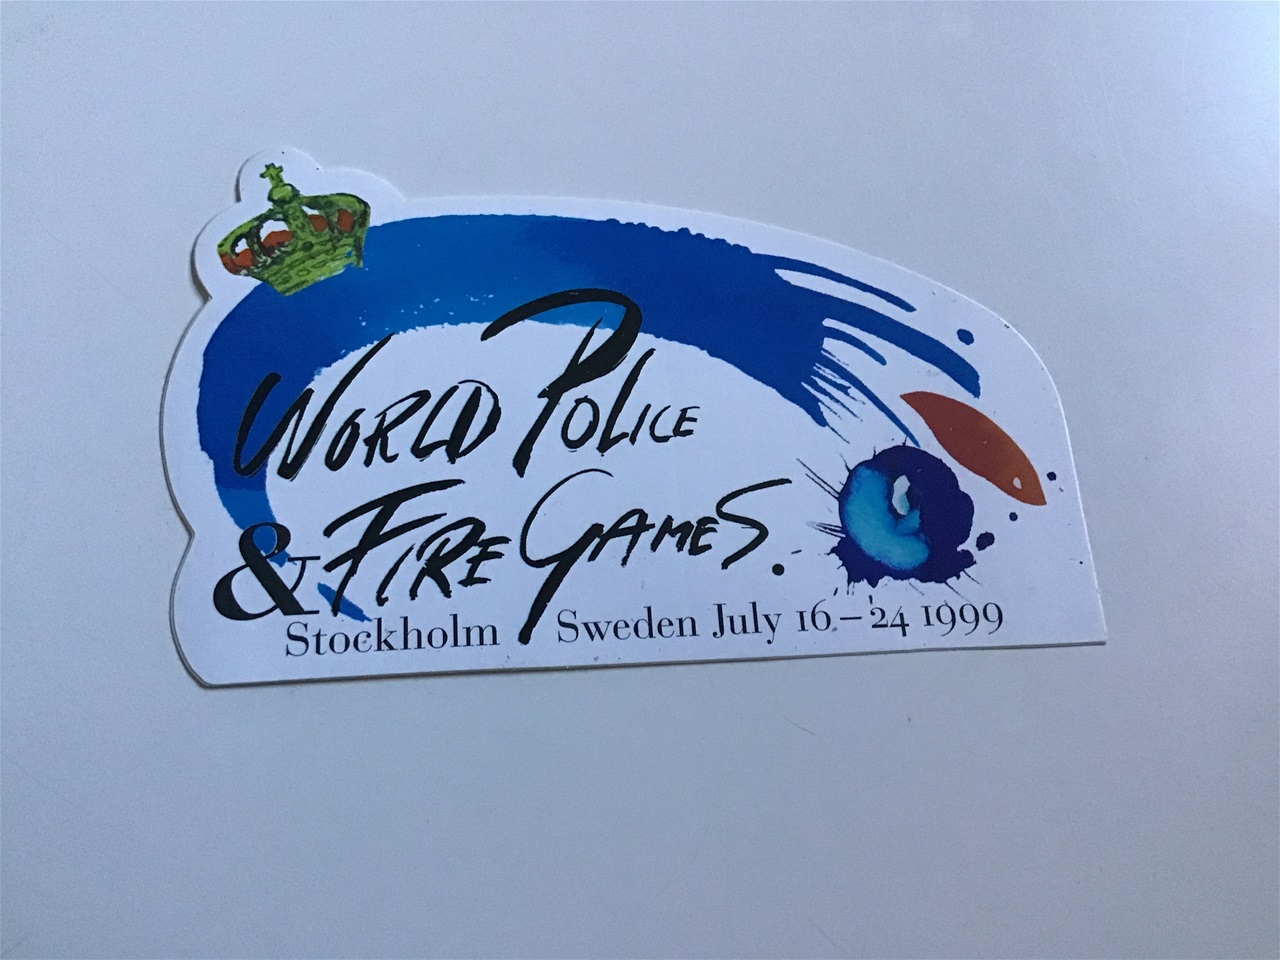 World Police
& Fire Games.
Stockholm Sweden July 16 – 24 1999